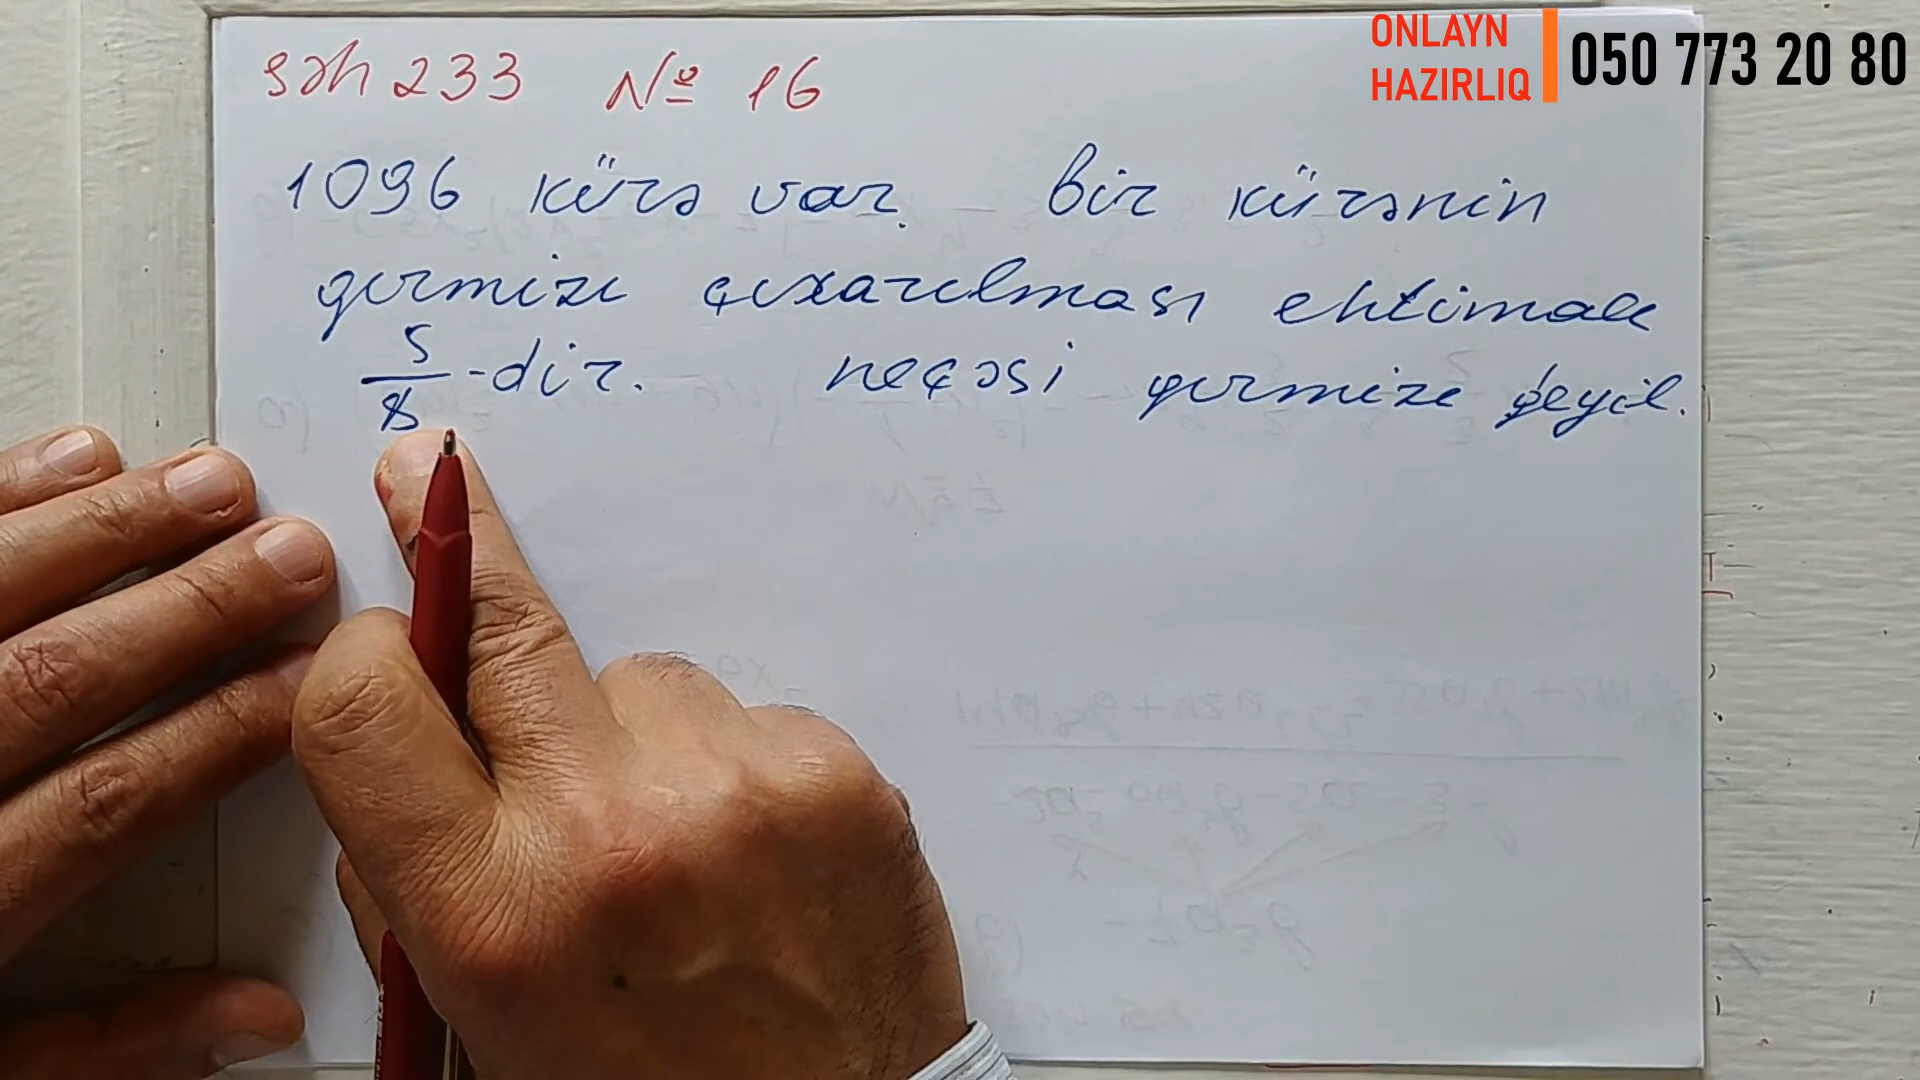 ONLAYN
HAZIRLIQ
050 773 20 80
səh 233 № 16
1096 kürə var. bir kürənin
qırmızı çıxarılması ehtimalı
5/8 -dir. neçəsi qırmızı deyil.